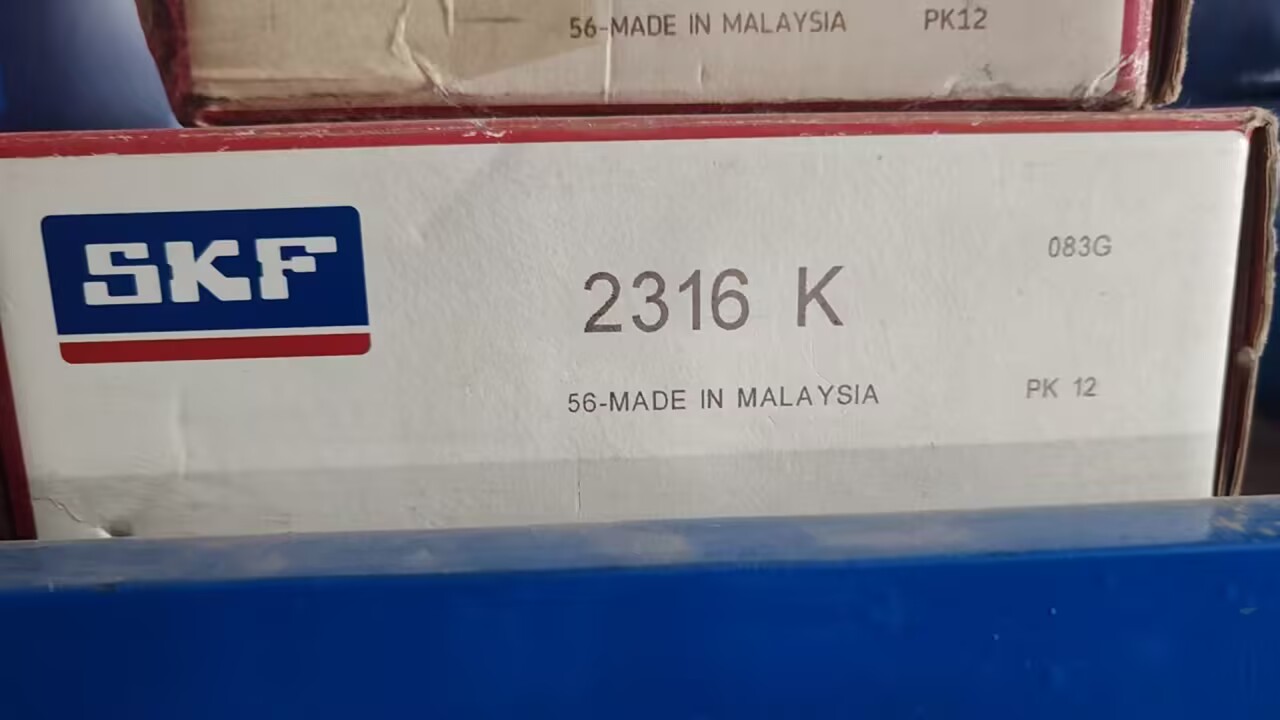 56-MADE IN MALAYSIA PK12
SKF
083G
2316 K
56-MADE IN MALAYSIA PK 12